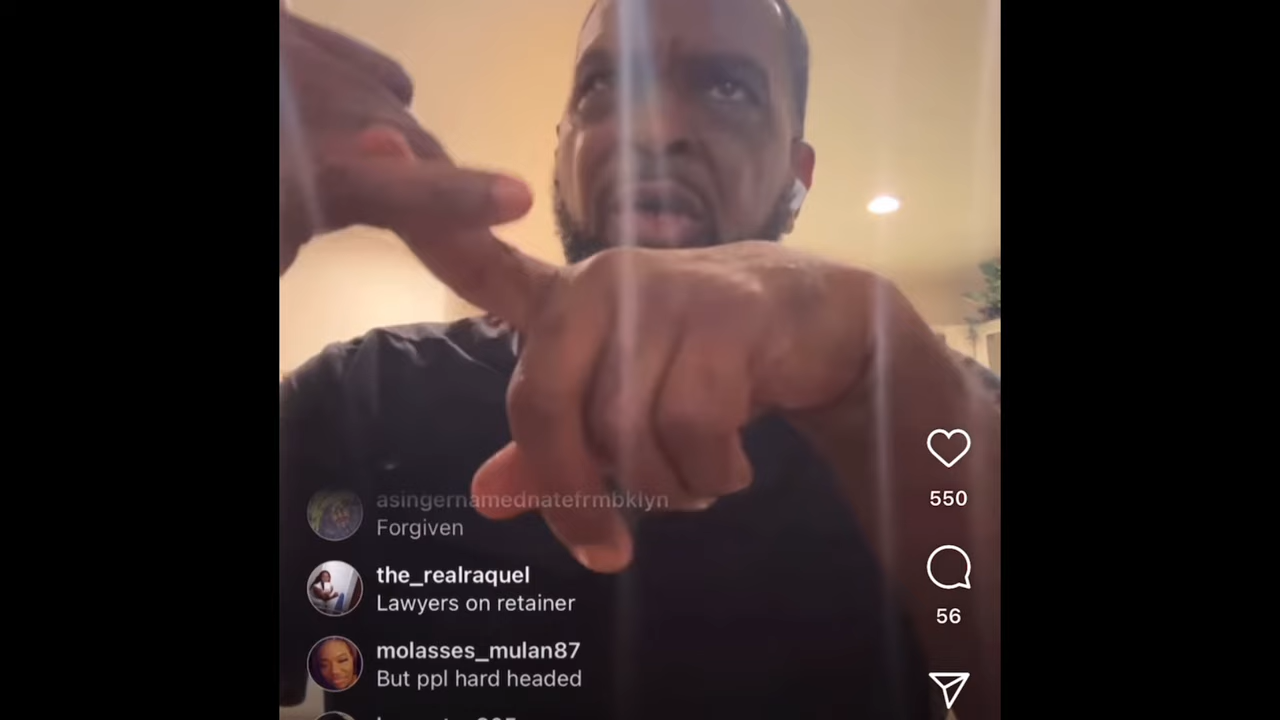 asingernamednatefrmbklyn
Forgiven
the_realraquel
Lawyers on retainer
molasses_mulan87
But ppl hard headed
550
56